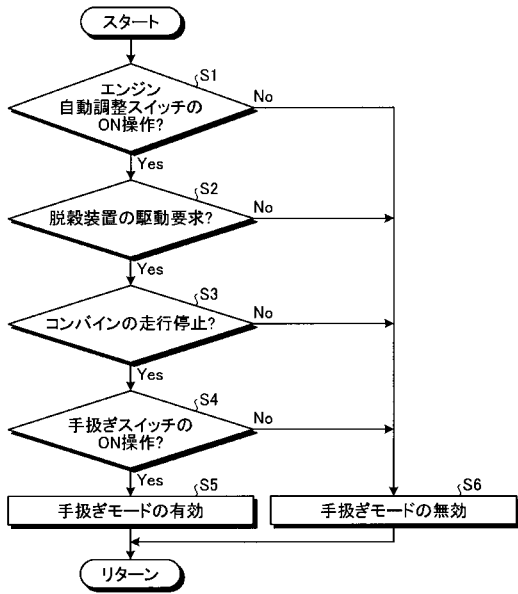 スタート
S1
エンジン
自動調整スイッチの
ON操作?
No
Yes
S2
脱穀装置の駆動要求?
No
Yes
S3
コンバインの走行停止?
No
Yes
S4
手扱ぎスイッチの
ON操作?
No
Yes
S5
手扱ぎモードの有効
S6
手扱ぎモードの無効
リターン